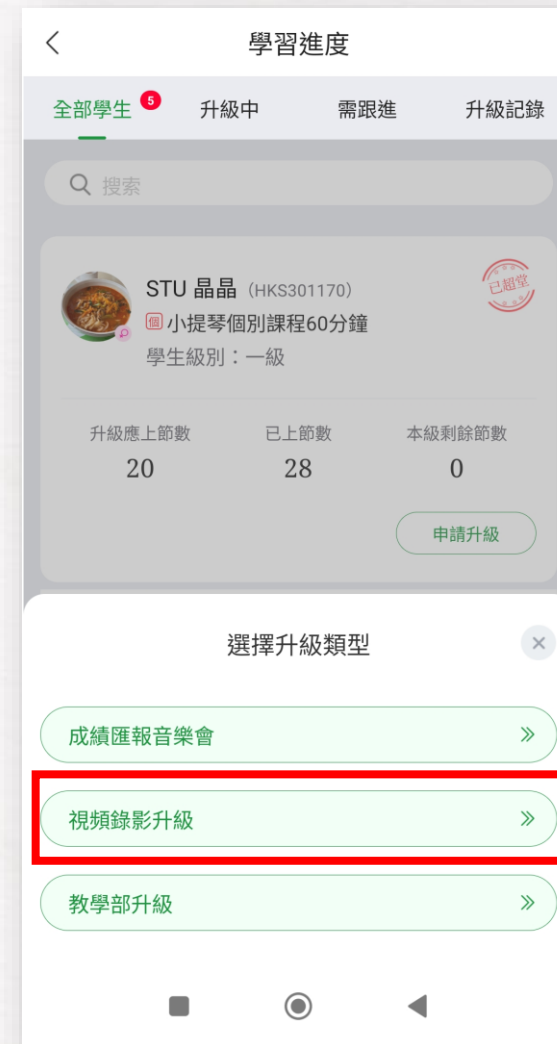 學習進度
全部學生 5 升級中 需跟進 升級記錄
搜索
STU 晶晶 (HKS301170)
已超堂
個 小提琴個別課程60分鐘
學生級別：一級
升級應上節數 已上節數 本級剩餘節數
20 28 0
申請升級
選擇升級類型
成績匯報音樂會
視頻錄影升級
教學部升級